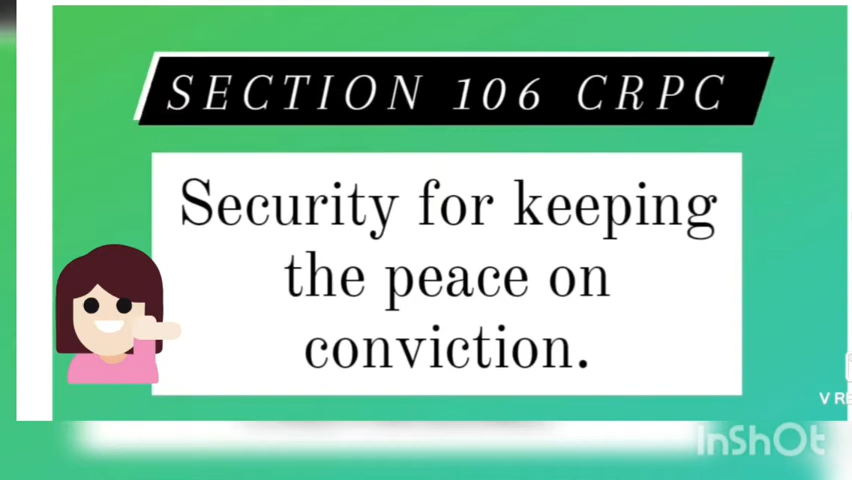 SECTION 106 CRPC
Security for keeping
the peace on
conviction.
InShOt